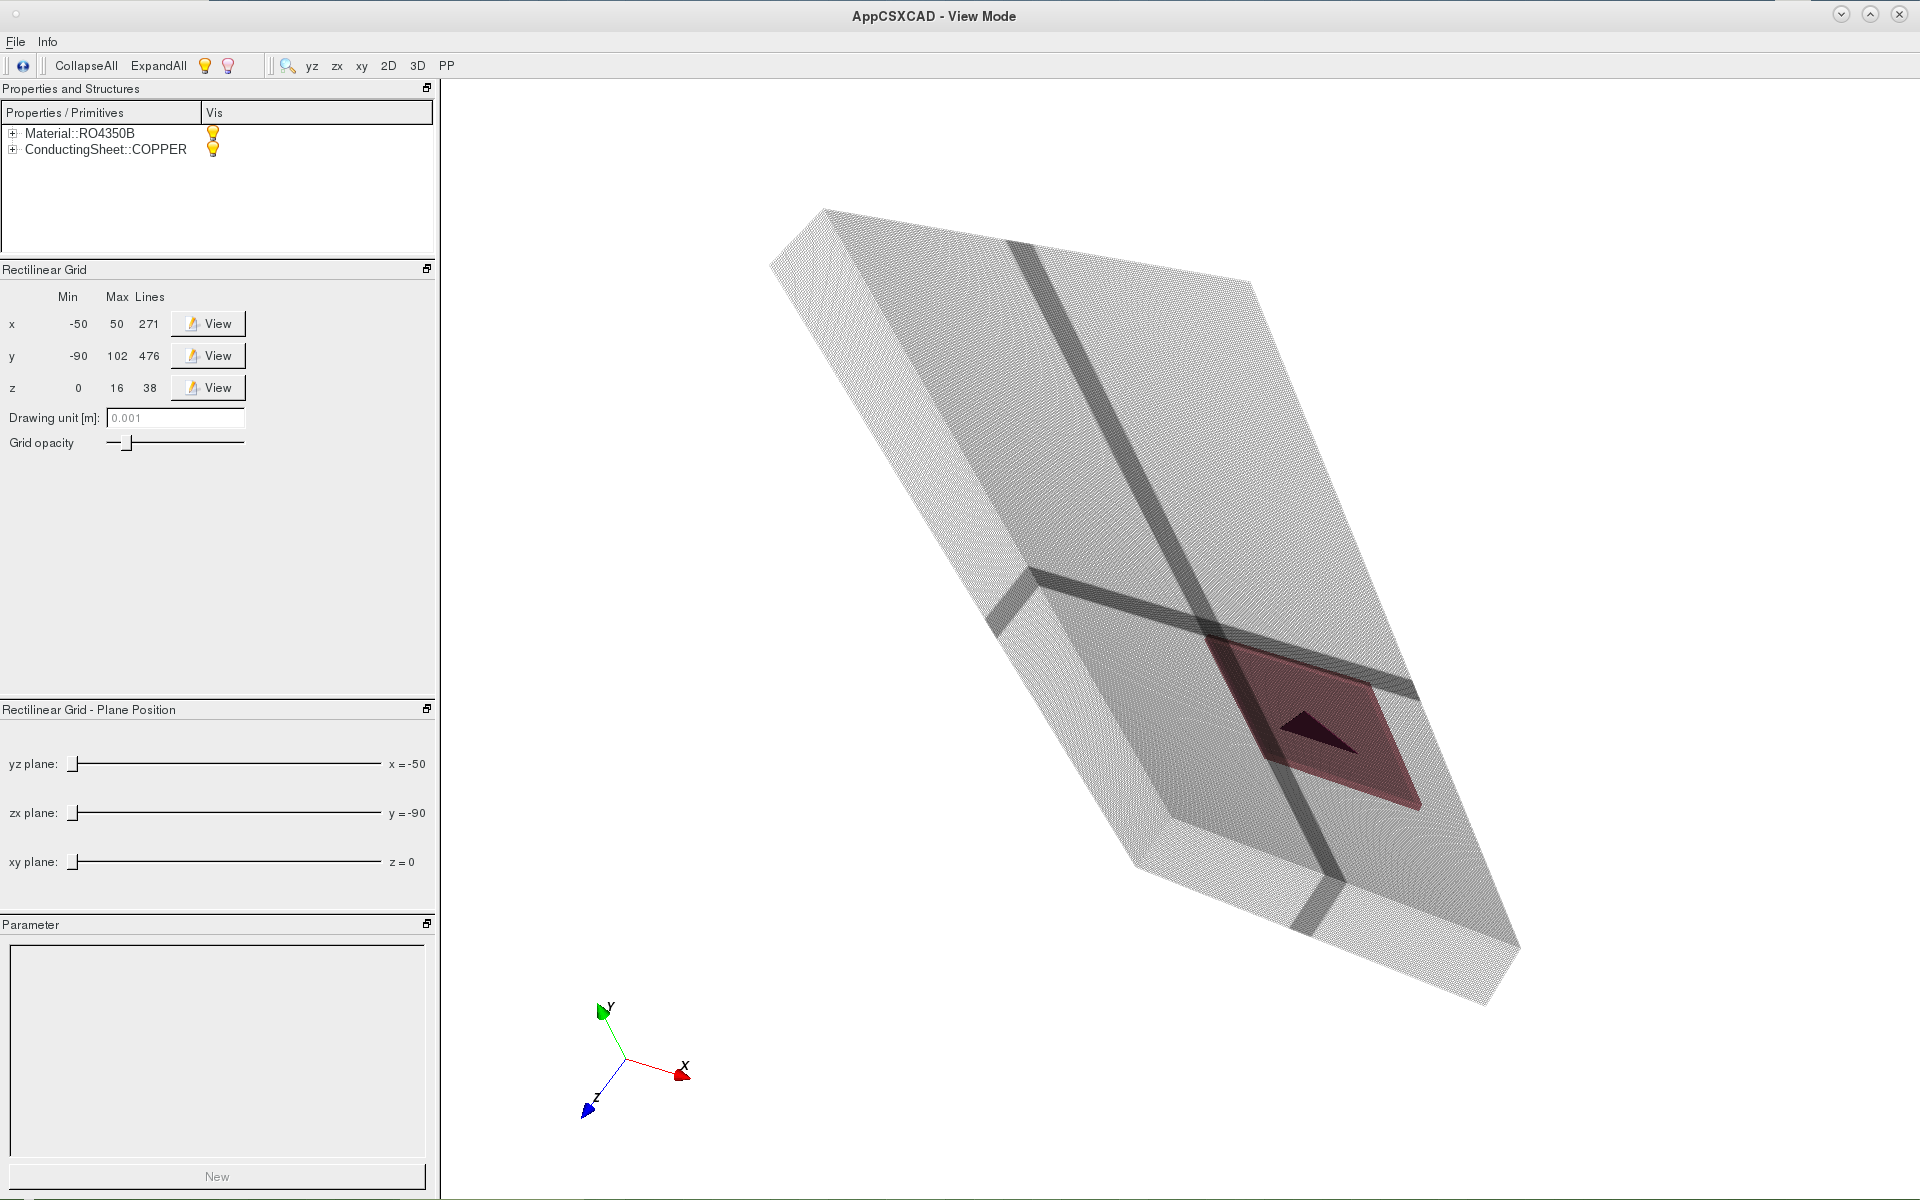 AppCSXCAD - View Mode
File Info
CollapseAll ExpandAll yz zx xy 2D 3D PP
Properties and Structures
Properties / Primitives Vis
Material::RO4350B
ConductingSheet::COPPER
Rectilinear Grid
Min Max Lines
x -50 50 271 View
y -90 102 476 View
z 0 16 38 View
Drawing unit [m]: 0.001
Grid opacity
Rectilinear Grid - Plane Position
yz plane: x = -50
zx plane: y = -90
xy plane: z = 0
Parameter
New
Y
X
Z